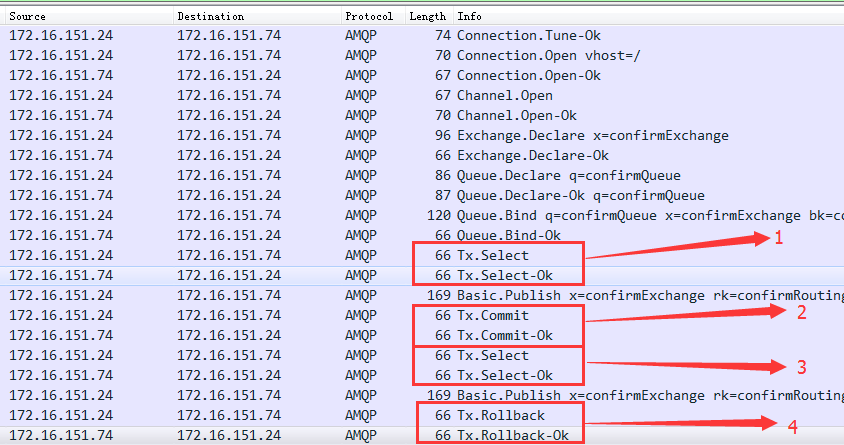 Source Destination Protocol Length Info
172.16.151.24 172.16.151.74 AMQP 74 Connection.Tune-Ok
172.16.151.24 172.16.151.74 AMQP 70 Connection.Open vhost=/
172.16.151.74 172.16.151.24 AMQP 67 Connection.Open-Ok
172.16.151.24 172.16.151.74 AMQP 67 Channel.Open
172.16.151.74 172.16.151.24 AMQP 70 Channel.Open-Ok
172.16.151.24 172.16.151.74 AMQP 96 Exchange.Declare x=confirmExchange
172.16.151.74 172.16.151.24 AMQP 66 Exchange.Declare-Ok
172.16.151.24 172.16.151.74 AMQP 86 Queue.Declare q=confirmQueue
172.16.151.74 172.16.151.24 AMQP 87 Queue.Declare-Ok q=confirmQueue
172.16.151.24 172.16.151.74 AMQP 120 Queue.Bind q=confirmQueue x=confirmExchange bk=c
172.16.151.74 172.16.151.24 AMQP 66 Queue.Bind-Ok
172.16.151.24 172.16.151.74 AMQP 66 Tx.Select 1
172.16.151.74 172.16.151.24 AMQP 66 Tx.Select-Ok
172.16.151.24 172.16.151.74 AMQP 169 Basic.Publish x=confirmExchange rk=confirmRouting
172.16.151.24 172.16.151.74 AMQP 66 Tx.Commit 2
172.16.151.74 172.16.151.24 AMQP 66 Tx.Commit-Ok
172.16.151.24 172.16.151.74 AMQP 66 Tx.Select 3
172.16.151.74 172.16.151.24 AMQP 66 Tx.Select-Ok
172.16.151.24 172.16.151.74 AMQP 169 Basic.Publish x=confirmExchange rk=confirmRouting
172.16.151.24 172.16.151.74 AMQP 66 Tx.Rollback 4
172.16.151.74 172.16.151.24 AMQP 66 Tx.Rollback-Ok